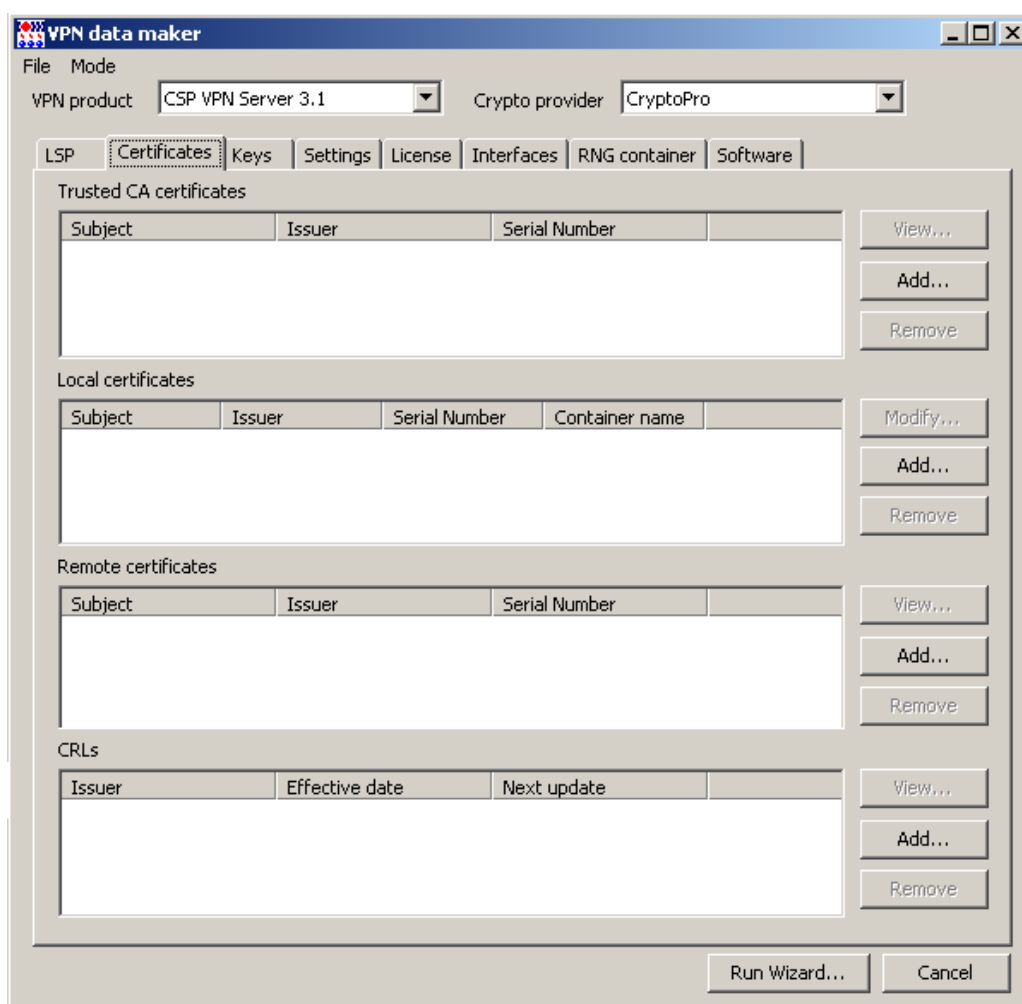 VPN data maker
File Mode
VPN product CSP VPN Server 3.1 Crypto provider CryptoPro
LSP Certificates Keys Settings License Interfaces RNG container Software
Trusted CA certificates
Subject Issuer Serial Number View...
Add...
Remove
Local certificates
Subject Issuer Serial Number Container name Modify...
Add...
Remove
Remote certificates
Subject Issuer Serial Number View...
Add...
Remove
CRLs
Issuer Effective date Next update View...
Add...
Remove
Run Wizard... Cancel